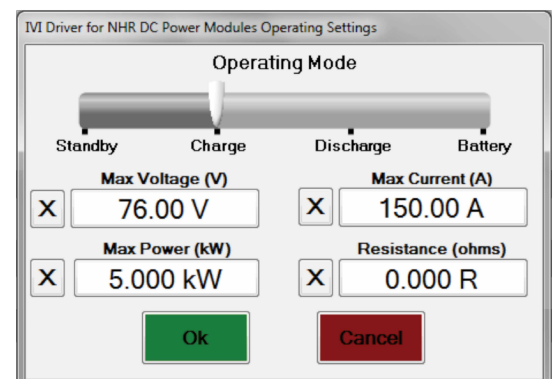 IVI Driver for NHR DC Power Modules Operating Settings
Operating Mode
Standby Charge Discharge Battery
Max Voltage (V) Max Current (A)
X 76.00 V X 150.00 A
Max Power (kW) Resistance (ohms)
X 5.000 kW X 0.000 R
Ok Cancel